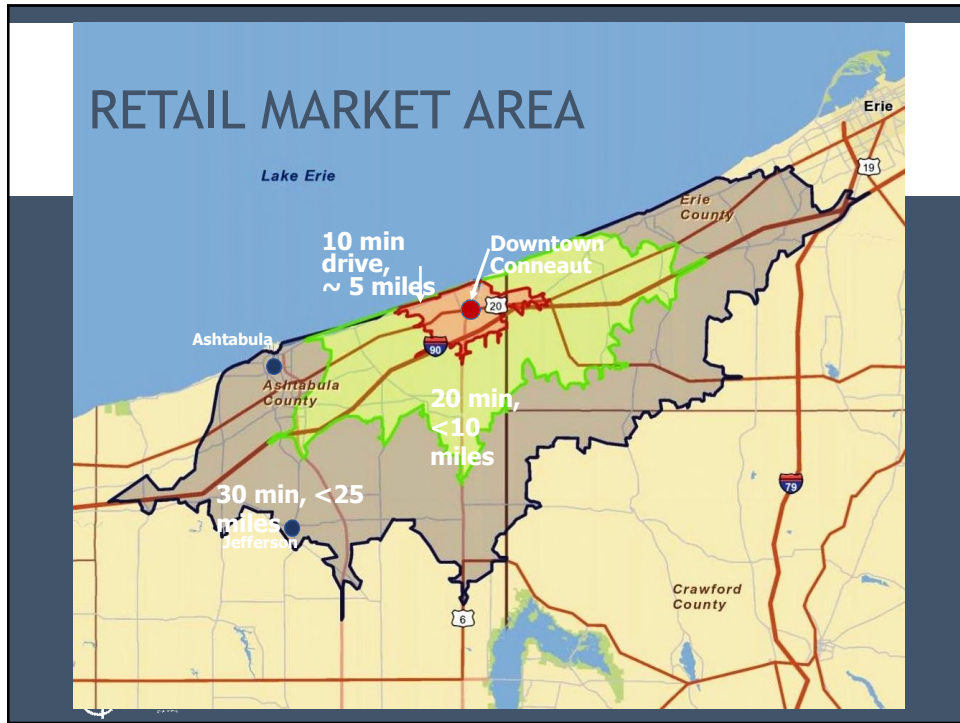 RETAIL MARKET AREA
Erie
19
Lake Erie
Erie
County
10 min
drive,
~ 5 miles
Downtown
Conneaut
20
Ashtabula
90
Ashtabula
County
20 min,
<10
miles
30 min, <25
miles
Jefferson
79
Crawford
County
6